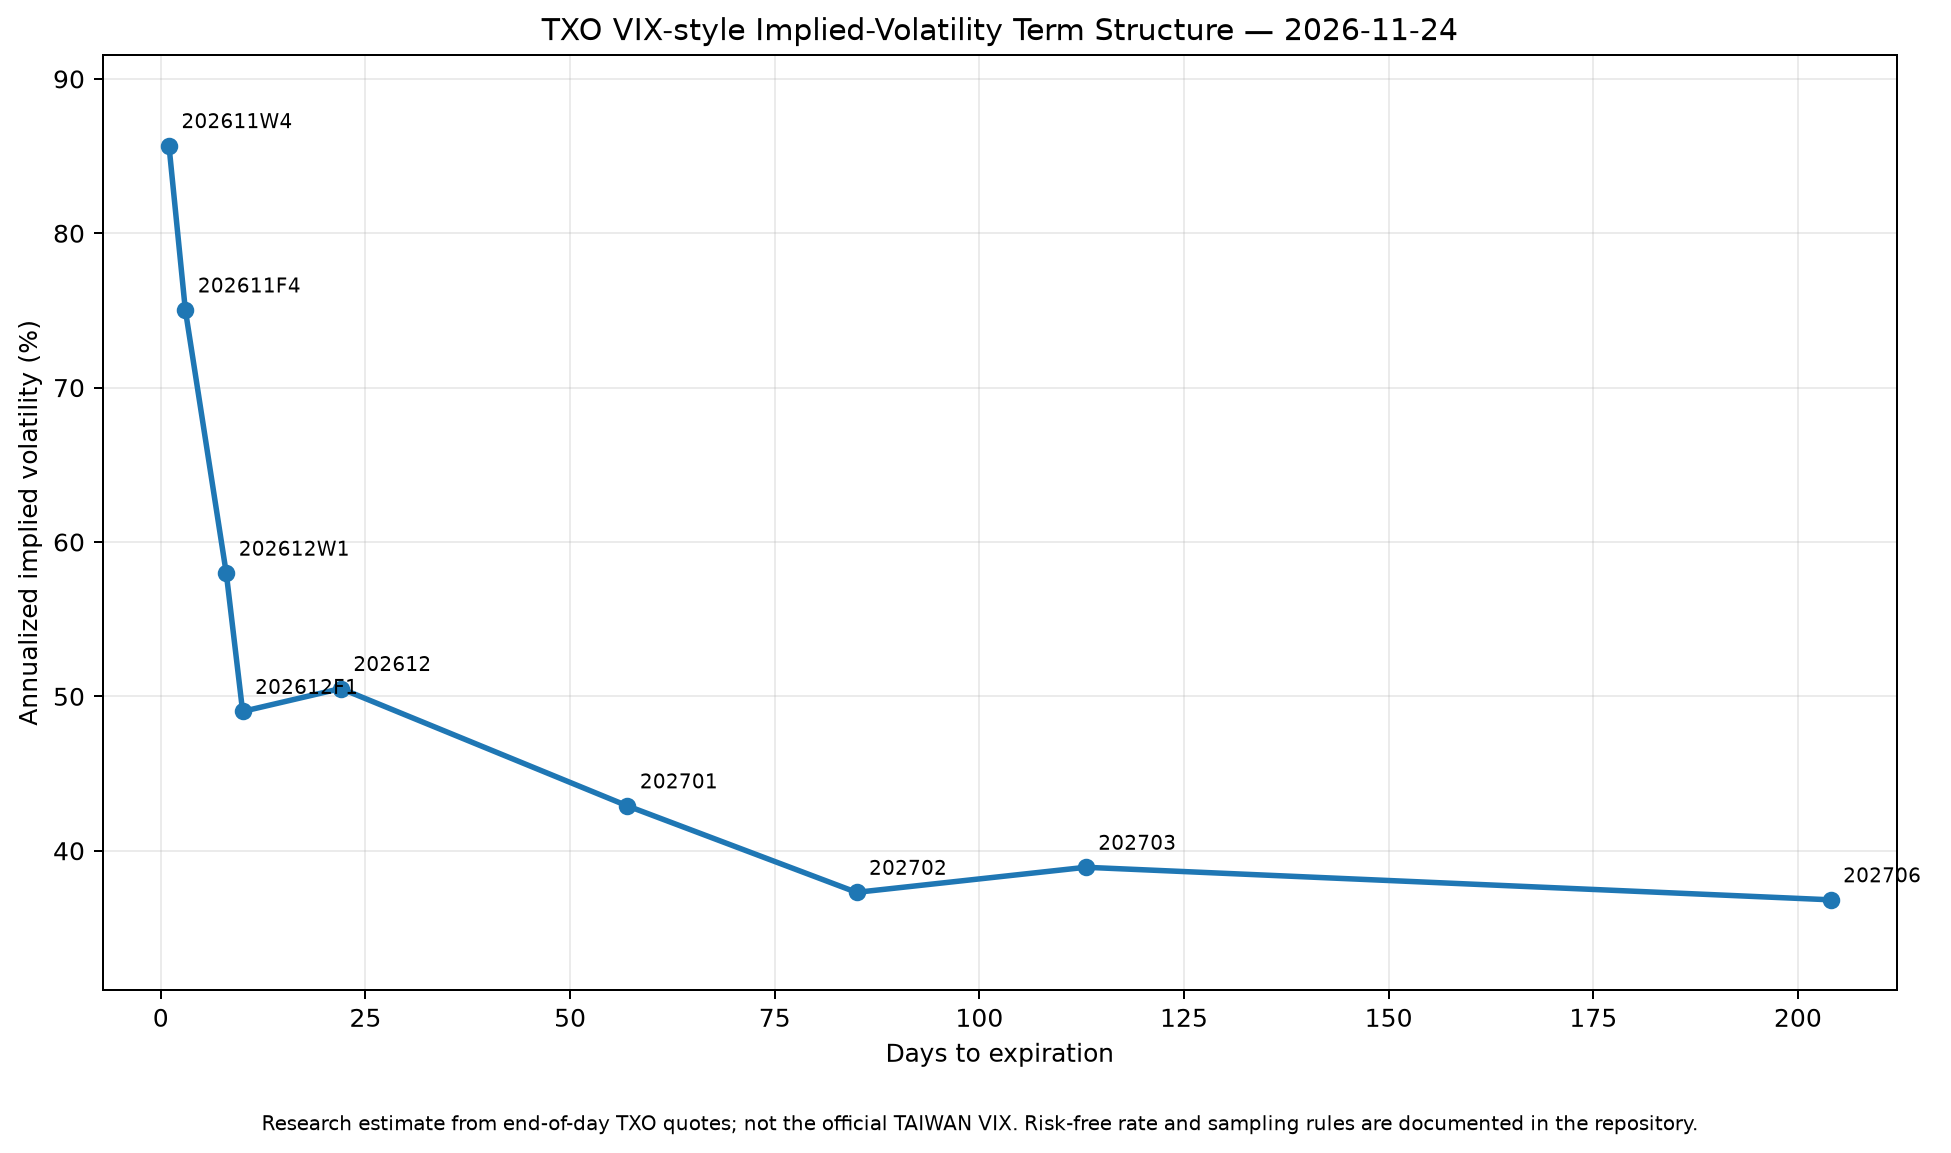 TXO VIX-style Implied-Volatility Term Structure — 2026-11-24
Annualized implied volatility (%)
90
80
70
60
50
40
202611W4
202611F4
202612W1
202612F1
202612
202701
202702
202703
202706
0 25 50 75 100 125 150 175 200
Days to expiration
Research estimate from end-of-day TXO quotes; not the official TAIWAN VIX. Risk-free rate and sampling rules are documented in the repository.